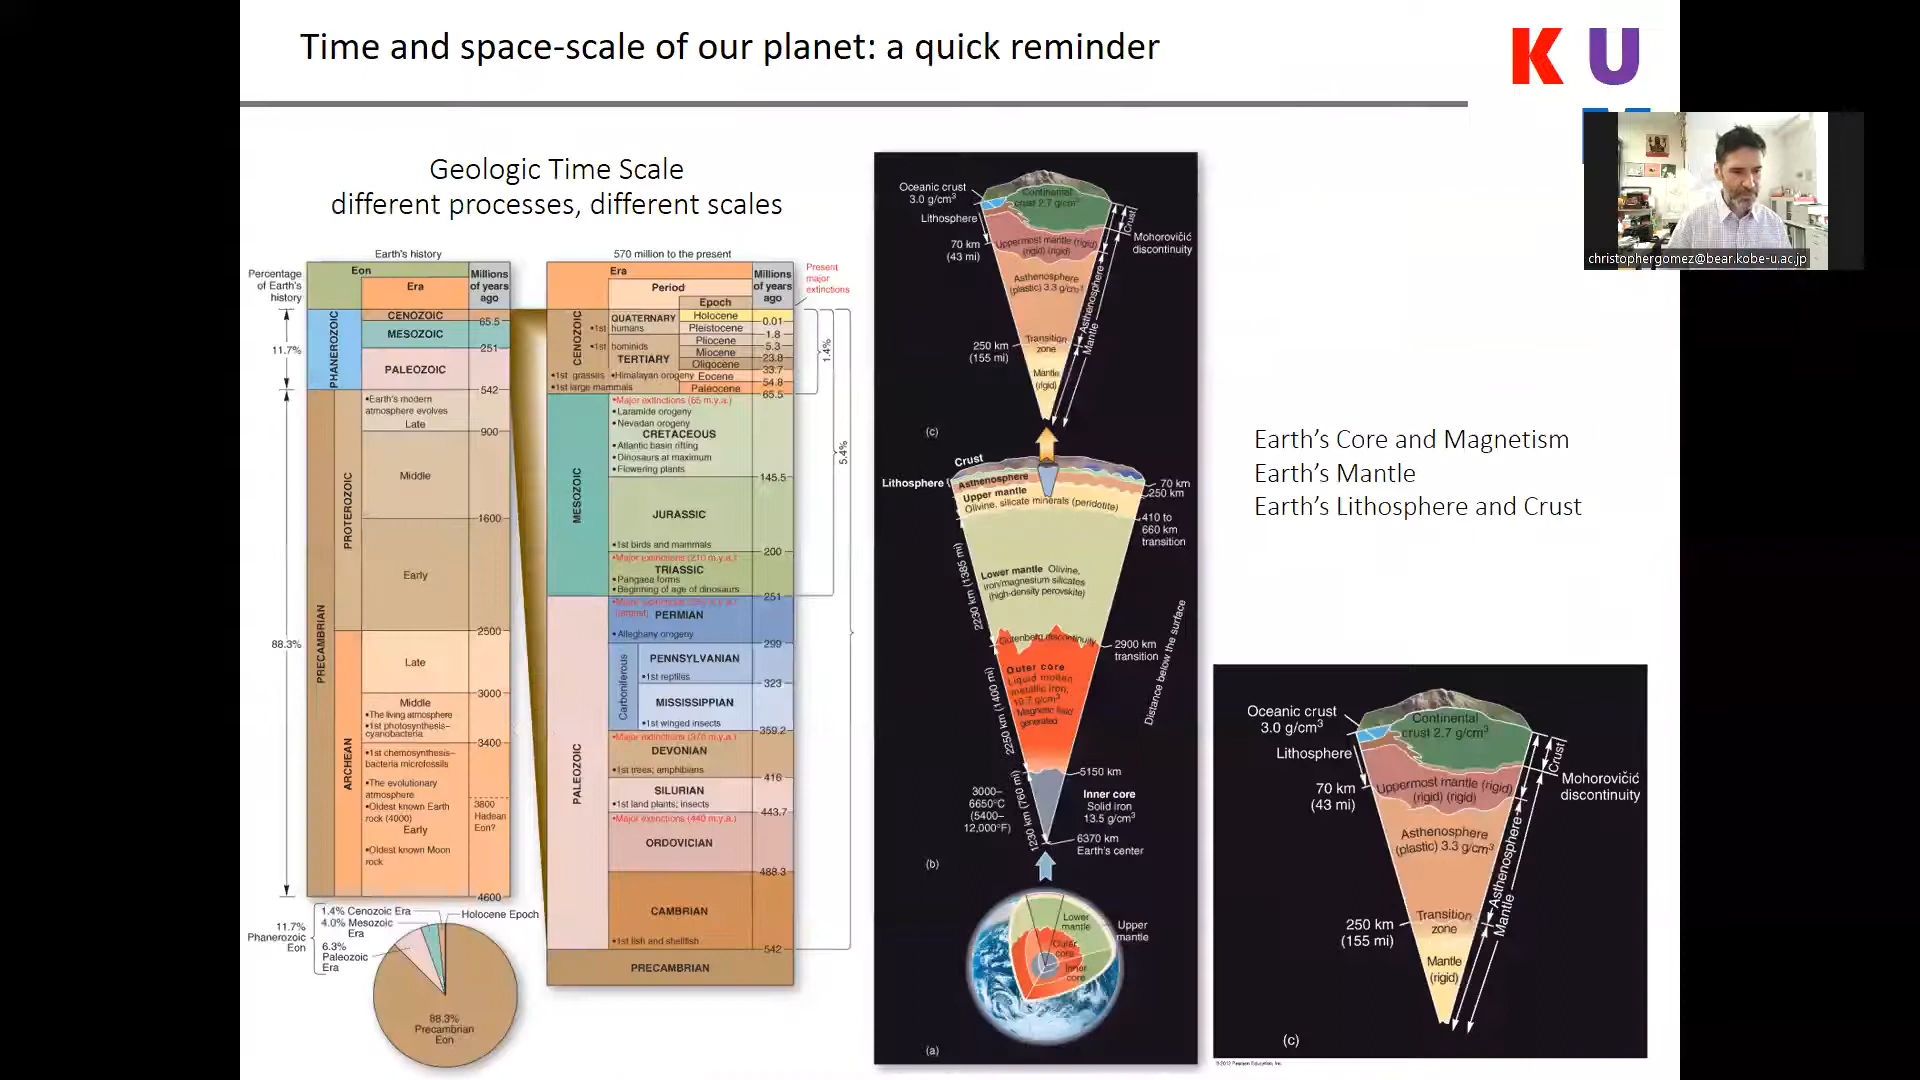 Time and space-scale of our planet: a quick reminder
K U
christophergomez@bear.kobe-u.ac.jp
Geologic Time Scale
different processes, different scales
Earth's history
Percentage
of Earth's
history
Eon
Era
Millions
of years
ago
PHANEROZOIC
11.7%
CENOZOIC
65.5
MESOZOIC
251
PALEOZOIC
542
PRECAMBRIAN
88.3%
PROTEROZOIC
•Earth's modern
atmosphere evolves
Late
900
Middle
1600
Early
2500
ARCHEAN
Late
3000
Middle
•The living atmosphere
•1st photosynthesis–
cyanobacteria
3400
•1st chemosynthesis–
bacteria microfossils
•The evolutionary
atmosphere
•Oldest known Earth
rock (4000)
Early
•Oldest known Moon
rock
3800
Hadean
Eon?
4600
11.7%
Phanerozoic
Eon
1.4% Cenozoic Era
4.0% Mesozoic
Era
6.3%
Paleozoic
Era
Holocene Epoch
88.3%
Precambrian
Eon
570 million to the present
Era
Period
Epoch
Millions
of years
ago
Present
major
extinctions
CENOZOIC
QUATERNARY
•1st humans
Holocene
0.01
Pleistocene
1.8
•1st hominids
TERTIARY
Pliocene
5.3
Miocene
23.8
Oligocene
33.7
•1st grasses •Himalayan orogeny
Eocene
54.8
•1st large mammals
Paleocene
65.5
1.4%
5.4%
MESOZOIC
•Major extinctions (65 m.y.a.)
• Laramide orogeny
• Nevadan orogeny
CRETACEOUS
• Atlantic basin rifting
• Dinosaurs at maximum
• Flowering plants
145.5
JURASSIC
•1st birds and mammals
200
•Major extinctions (210 m.y.a.)
TRIASSIC
• Pangaea forms
• Beginning of age of dinosaurs
251
PALEOZOIC
PERMIAN
• Alleghany orogeny
299
Carboniferous
PENNSYLVANIAN
•1st reptiles
323
MISSISSIPPIAN
•1st winged insects
359.2
•Major extinctions (370 m.y.a.)
DEVONIAN
•1st trees; amphibians
416
SILURIAN
•1st land plants; insects
443.7
•Major extinctions (440 m.y.a.)
ORDOVICIAN
488.3
CAMBRIAN
•1st fish and shellfish
542
PRECAMBRIAN
Oceanic crust
3.0 g/cm³
Continental
crust 2.7 g/cm³
Lithosphere
Crust
Mohorovičić
discontinuity
70 km
(43 mi)
Uppermost mantle (rigid)
(rigid) (rigid)
Asthenosphere
(plastic) 3.3 g/cm³
Asthenosphere
Mantle
250 km
(155 mi)
Transition
zone
Mantle
(rigid)
(c)
Crust
Lithosphere
Asthenosphere
70 km
250 km
Upper mantle
Olivine, silicate minerals (peridotite)
410 to
660 km
transition
2230 km (1385 mi)
Lower mantle Olivine,
iron/magnesium silicates
(high-density perovskite)
Gutenberg discontinuity
2900 km
transition
Distance below the surface
2250 km (1400 mi)
Outer core
Liquid molten
metallic iron,
10.7 g/cm³
Magnetic field
generated
5150 km
3000–
6650°C
(5400–
12,000°F)
1230 km (760 mi)
Inner core
Solid iron
13.5 g/cm³
6370 km
Earth's center
(b)
Lower
mantle
Upper
mantle
Outer
core
Inner
core
(a)
Earth's Core and Magnetism
Earth's Mantle
Earth's Lithosphere and Crust
Oceanic crust
3.0 g/cm³
Continental
crust 2.7 g/cm³
Lithosphere
Crust
Mohorovičić
discontinuity
70 km
(43 mi)
Uppermost mantle (rigid)
(rigid) (rigid)
Asthenosphere
(plastic) 3.3 g/cm³
Asthenosphere
Mantle
250 km
(155 mi)
Transition
zone
Mantle
(rigid)
(c)
© 2012 Pearson Education, Inc.